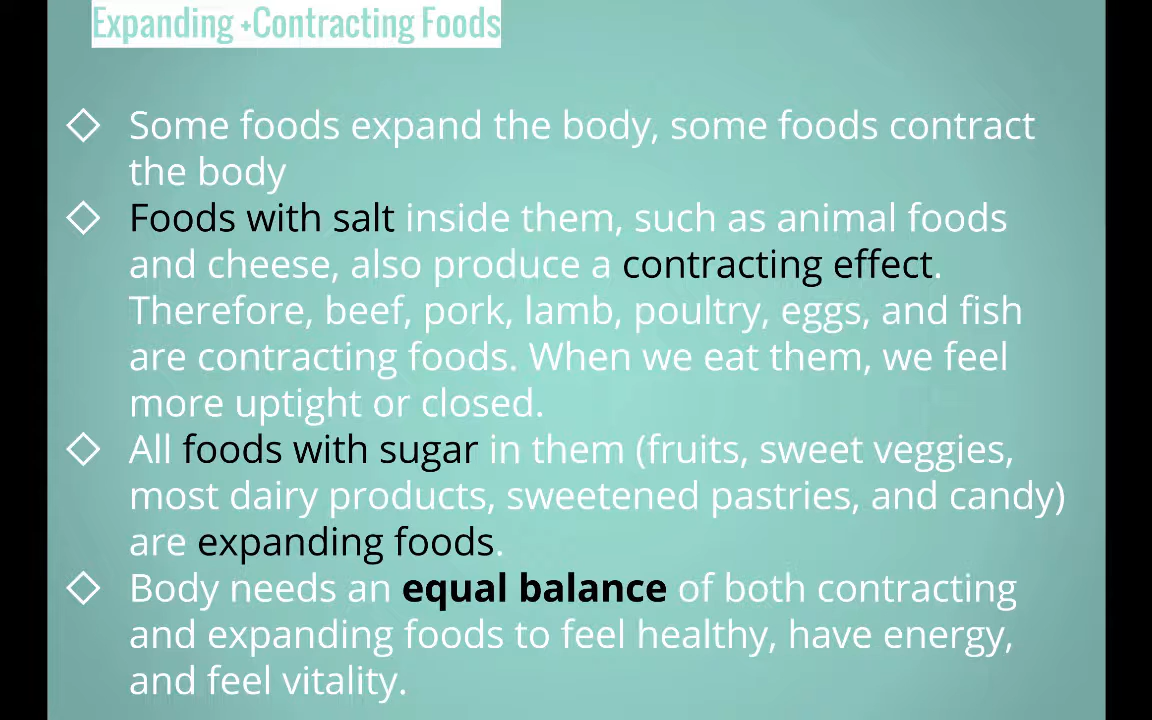 Expanding +Contracting Foods
Some foods expand the body, some foods contract
the body
Foods with salt inside them, such as animal foods
and cheese, also produce a contracting effect.
Therefore, beef, pork, lamb, poultry, eggs, and fish
are contracting foods. When we eat them, we feel
more uptight or closed.
All foods with sugar in them (fruits, sweet veggies,
most dairy products, sweetened pastries, and candy)
are expanding foods.
Body needs an equal balance of both contracting
and expanding foods to feel healthy, have energy,
and feel vitality.